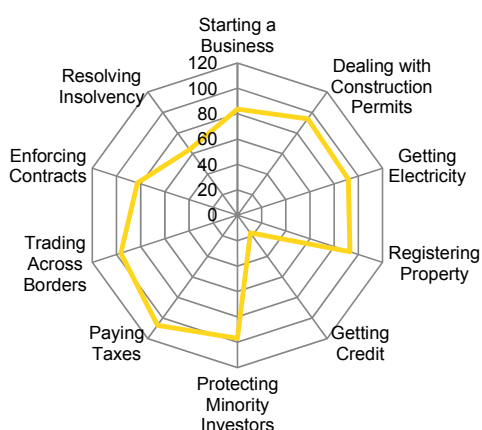 Starting a
Business
Dealing with
Construction
Permits
Getting
Electricity
Registering
Property
Getting
Credit
Protecting
Minority
Investors
Paying
Taxes
Trading
Across
Borders
Enforcing
Contracts
Resolving
Insolvency
120
100
80
60
40
20
0